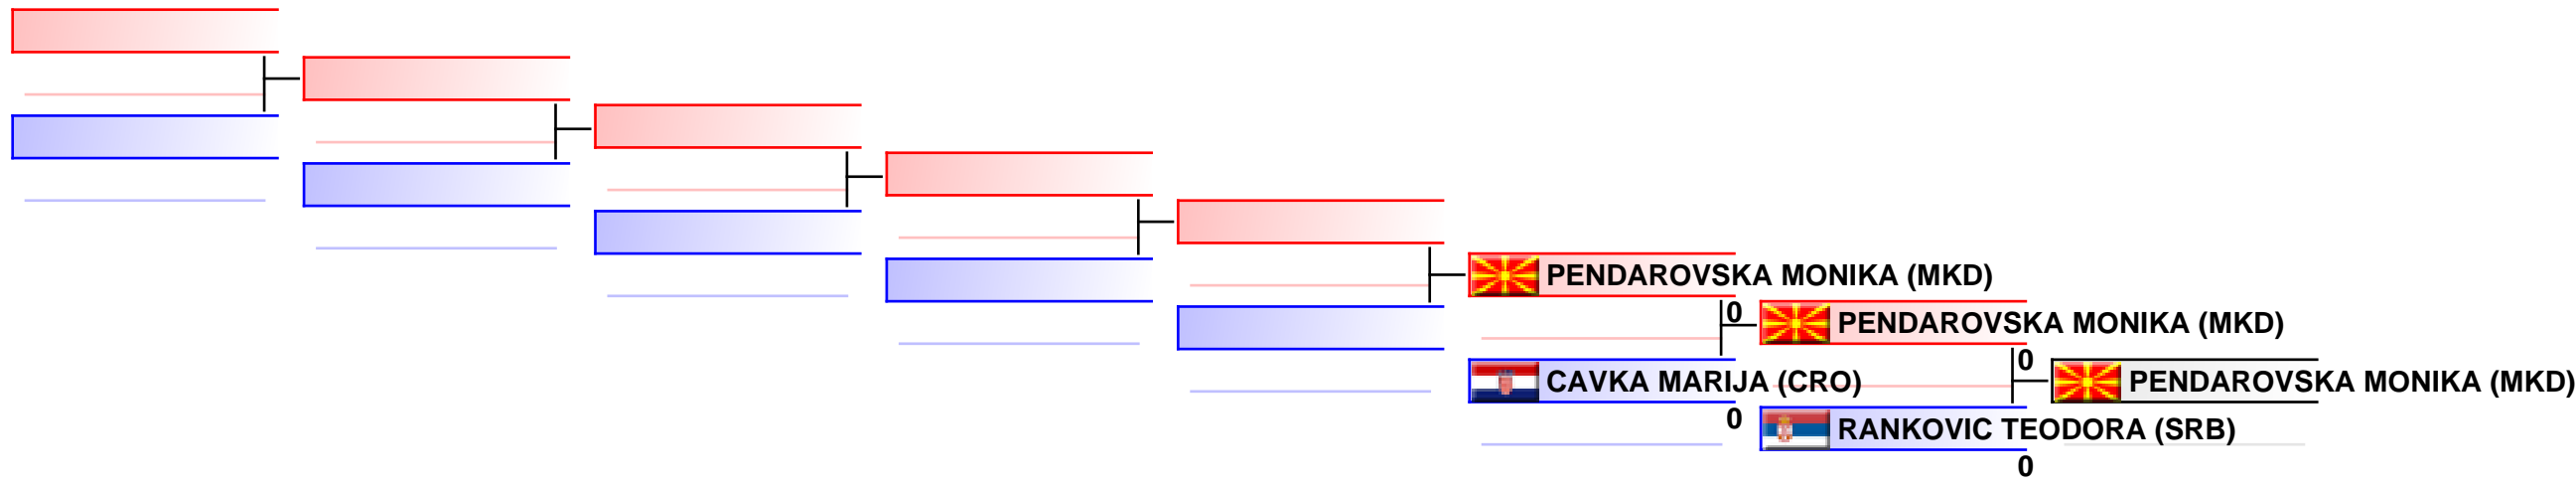 PENDAROVSKA MONIKA (MKD)
0
PENDAROVSKA MONIKA (MKD)
0
CAVKA MARIJA (CRO)
PENDAROVSKA MONIKA (MKD)
0
RANKOVIC TEODORA (SRB)
0